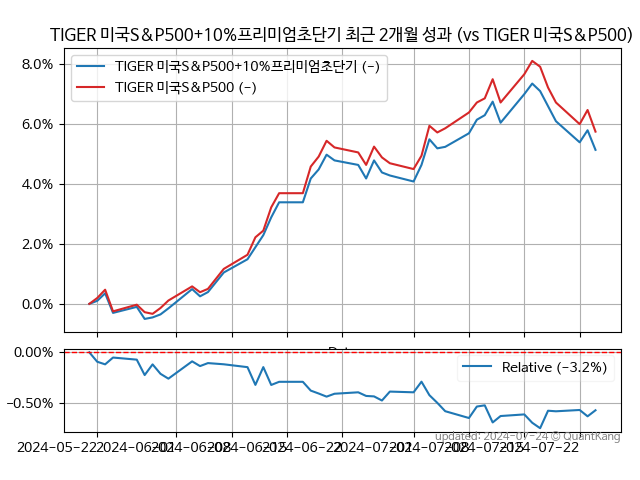 TIGER 미국S&P500+10%프리미엄초단기 최근 2개월 성과 (vs TIGER 미국S&P500)
TIGER 미국S&P500+10%프리미엄초단기 (-)
TIGER 미국S&P500 (-)
8.0%
6.0%
4.0%
2.0%
0.0%
0.00%
-0.50%
Relative (-3.2%)
updated: 2024-07-24 © QuantKang
2024-05-22
2024-07-22